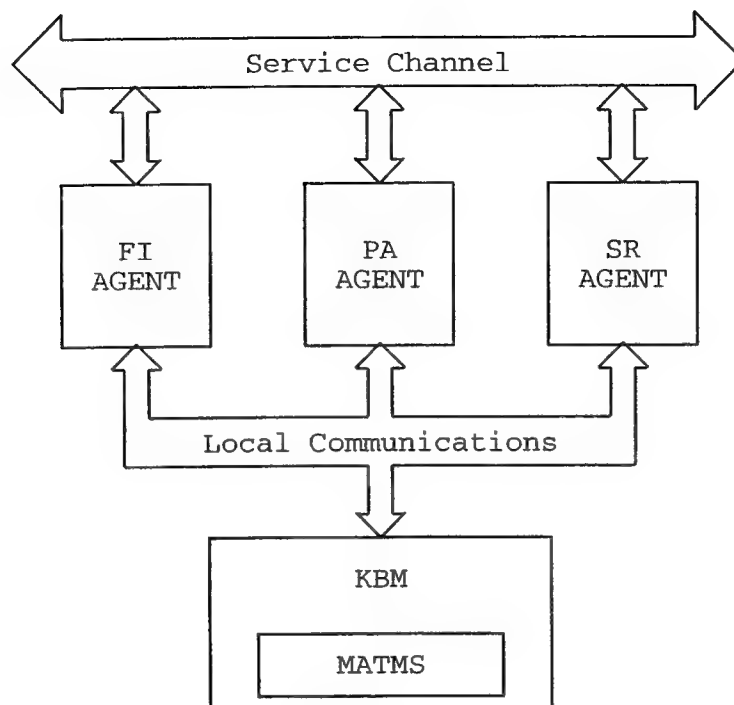 Service Channel
FI
AGENT
PA
AGENT
SR
AGENT
Local Communications
KBM
MATMS